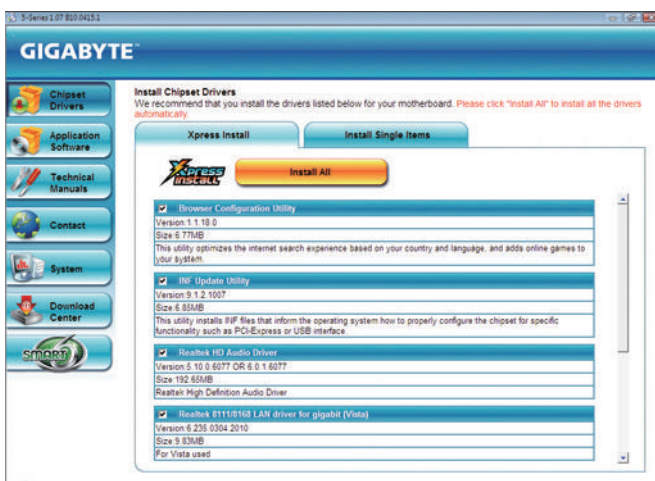 5-Series 1.07 B10.0415.1
GIGABYTE™
Chipset
Drivers
Application
Software
Technical
Manuals
Contact
System
Download
Center
SMART 6
Install Chipset Drivers
We recommend that you install the drivers listed below for your motherboard. Please click "Install All" to install all the drivers
automatically.
Xpress Install
Install Single Items
Xpress
INSTALL
Install All
Browser Configuration Utility
Version:1.1.18.0
Size:6.77MB
This utility optimizes the internet search experience based on your country and language, and adds online games to
your system.
INF Update Utility
Version:9.1.2.1007
Size:6.85MB
This utility installs INF files that inform the operating system how to properly configure the chipset for specific
functionality such as PCI-Express or USB interface.
Realtek HD Audio Driver
Version:5.10.0.6077 OR 6.0.1.6077
Size:192.65MB
Realtek High Definition Audio Driver
Realtek 8111/8168 LAN driver for gigabit (Vista)
Version:6.235.0304.2010
Size:9.83MB
For Vista used